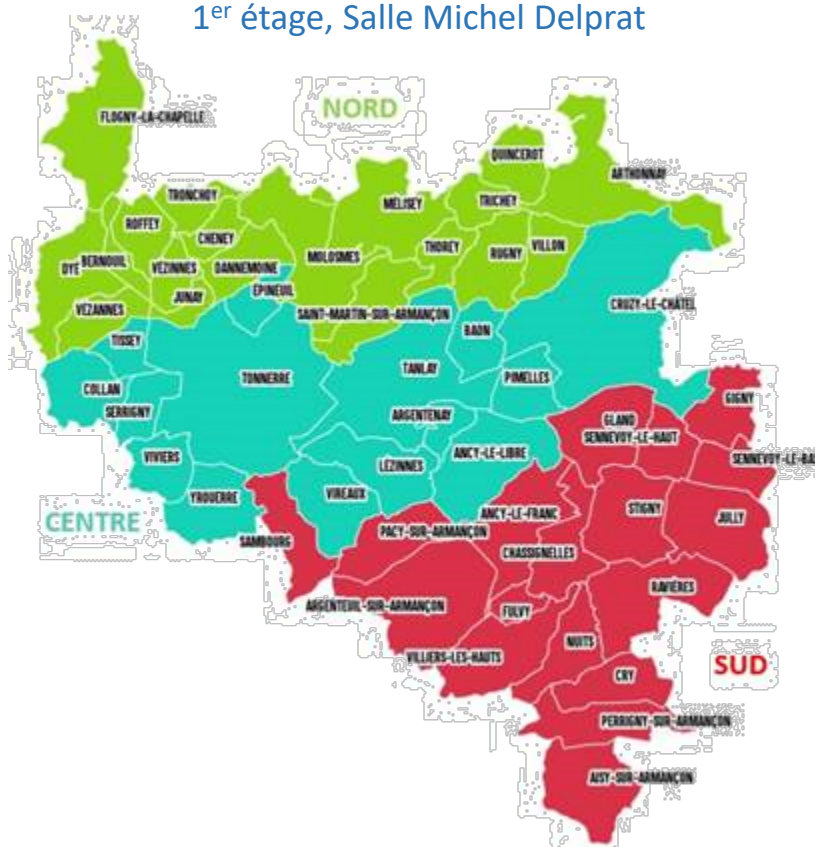 1er étage, Salle Michel Delprat
NORD
FLOGNY-LA-CHAPELLE
QUINCEROT
ARTHONNAY
TRONCHOY
MÉLISEY
TRICHEY
ROFFEY
CHENEY
THOREY
RUGNY
VILLON
MOLOSMES
DYÉ
BERNOUIL
VÉZINNES
DANNEMOINE
ÉPINEUIL
JUNAY
VÉZANNES
SAINT-MARTIN-SUR-ARMANÇON
CRUZY-LE-CHÂTEL
TISSEY
BAON
TANLAY
TONNERRE
PIMELLES
COLLAN
SERRIGNY
ARGENTENAY
GLAND
GIGNY
SENNEVOY-LE-HAUT
VIVIERS
LÉZINNES
ANCY-LE-LIBRE
SENNEVOY-LE-BAS
YROUERRE
VIREAUX
CENTRE
ANCY-LE-FRANC
STIGNY
JULLY
PACY-SUR-ARMANÇON
SAMBOURG
CHASSIGNELLES
RAVIÈRES
ARGENTEUIL-SUR-ARMANÇON
FULVY
NUITS
VILLIERS-LES-HAUTS
SUD
CRY
PERRIGNY-SUR-ARMANÇON
AISY-SUR-ARMANÇON